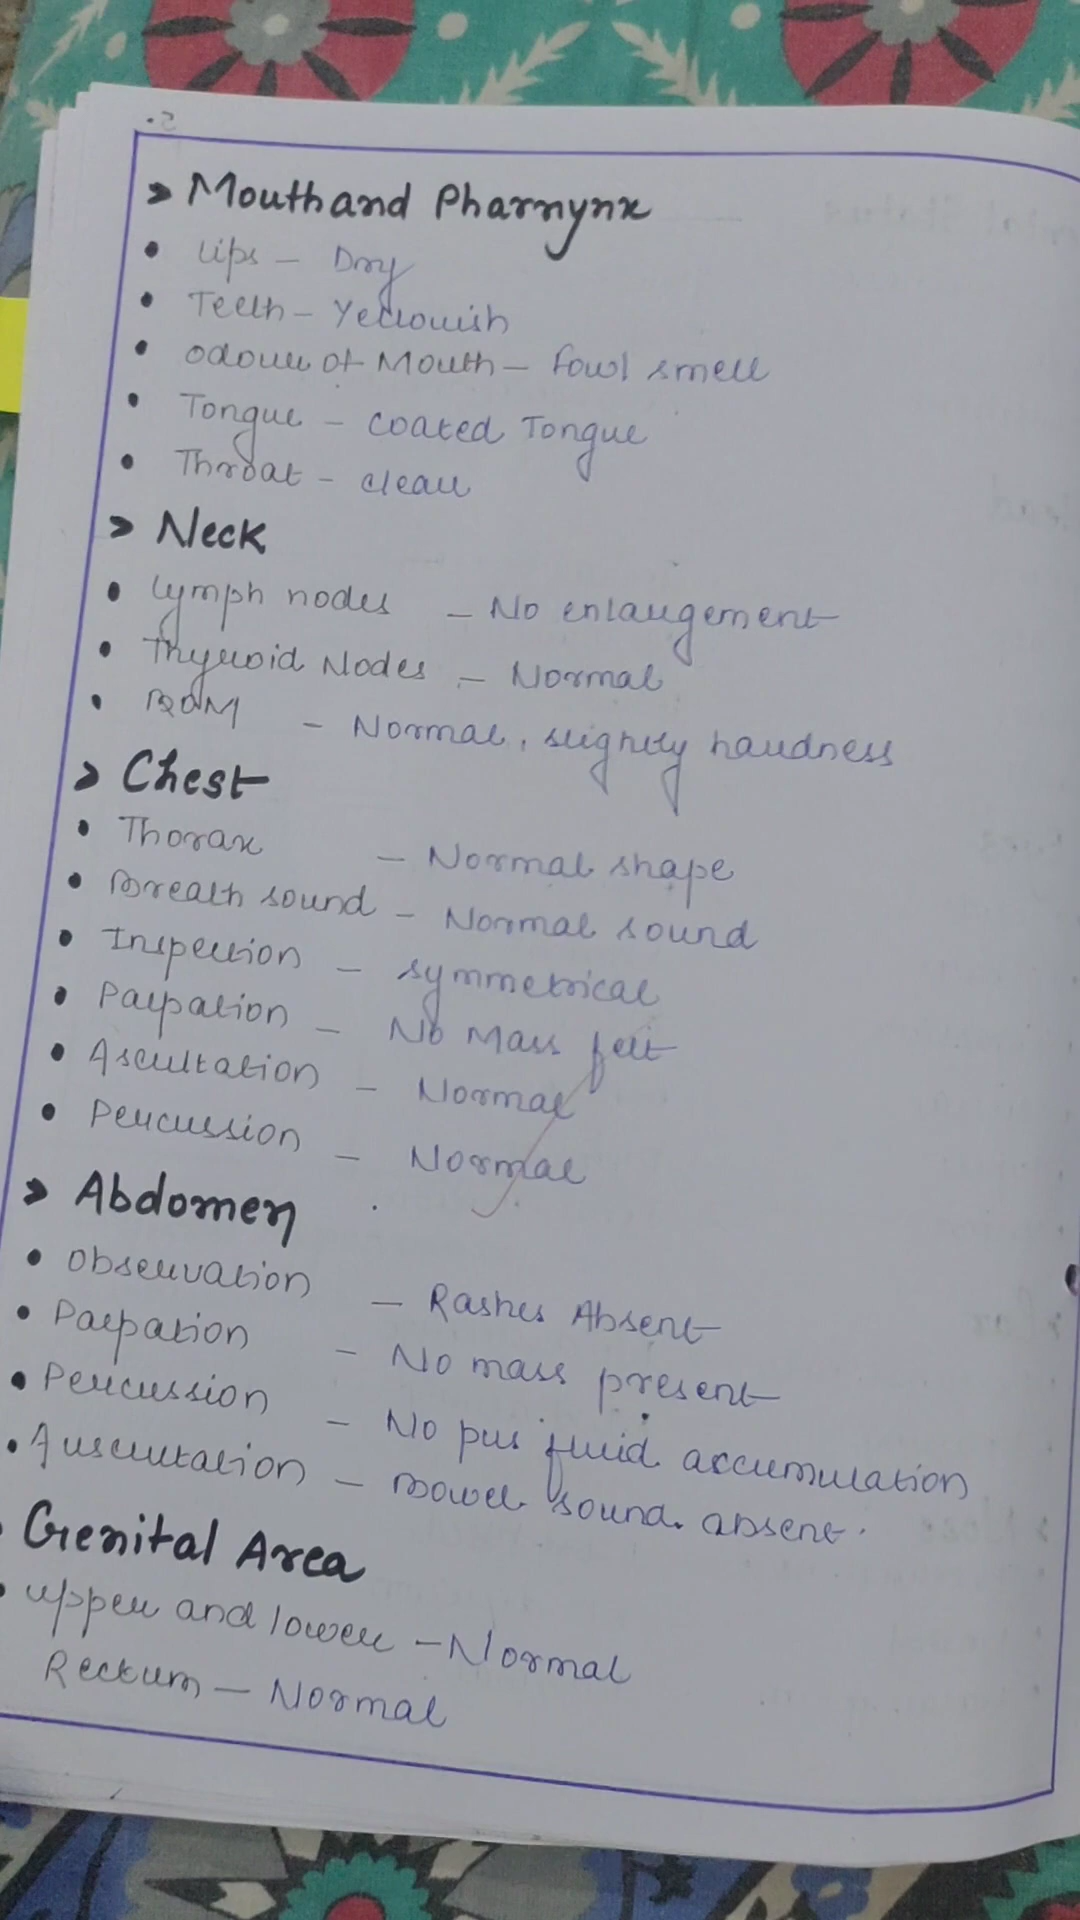 > Mouth and Pharnynx
• Lips – Dry
• Teeth – Yellowish
• Odour of Mouth – fowl smell
• Tongue – coated Tongue
• Throat – clear
> Neck
• Lymph nodes – No enlargement
• Thyroid Nodes – Normal
• ROM – Normal, slightly hardness
> Chest
• Thorax – Normal shape
• Breath sound – Normal sound
• Inspection – symmetrical
• Palpation – No Mass felt
• Ascultation – Normal
• Percussion – Normal
> Abdomen
• Observation – Rashes Absent
• Palpation – No mass present
• Percussion – No pus fluid accumulation
• Auscultation – Bowel sound absent.
Genital Area
• upper and lower – Normal
Rectum – Normal